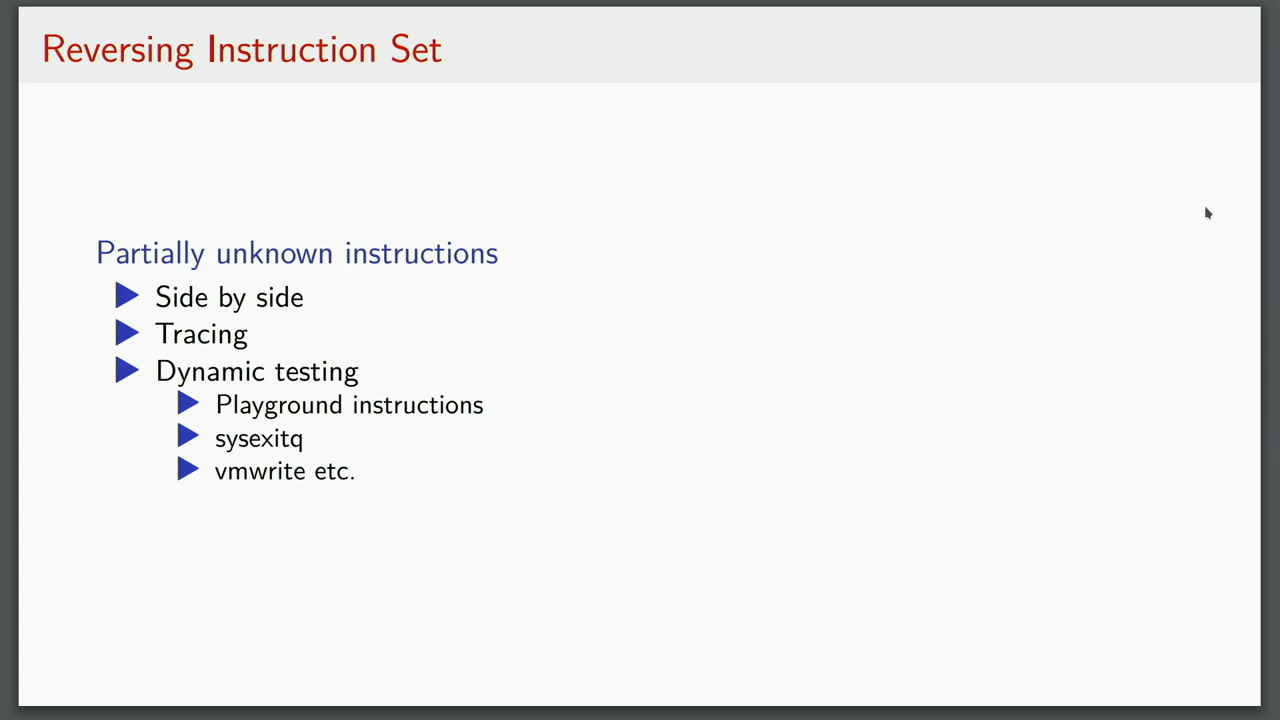 Reversing Instruction Set
Partially unknown instructions
Side by side
Tracing
Dynamic testing
Playground instructions
sysexitq
vmwrite etc.